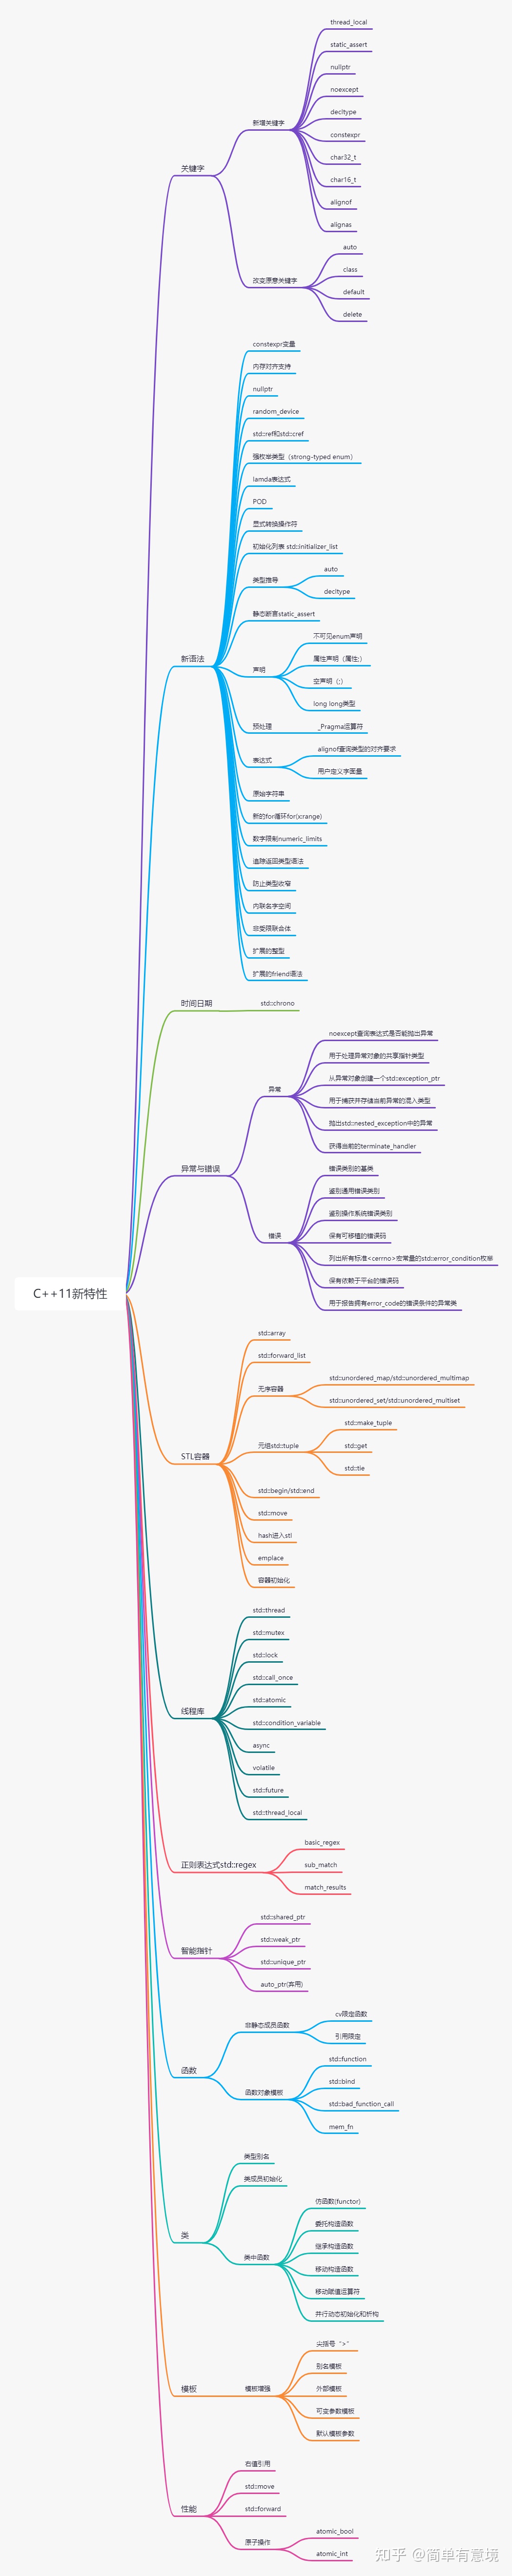 C++11新特性
关键字
新增关键字
thread_local
static_assert
nullptr
noexcept
decltype
constexpr
char32_t
char16_t
alignof
alignas
改变原意关键字
auto
class
default
delete
新语法
constexpr变量
内存对齐支持
nullptr
random_device
std::ref和std::cref
强枚举类型（strong-typed enum）
lamda表达式
POD
显式转换操作符
初始化列表 std::initializer_list
类型推导
auto
decltype
静态断言static_assert
声明
不可见enum声明
属性声明（属性;）
空声明（;）
long long类型
预处理
_Pragma运算符
表达式
alignof查询类型的对齐要求
用户定义字面量
原始字符串
新的for循环for(x:range)
数字限制numeric_limits
追踪返回类型语法
防止类型收窄
内联名字空间
非受限联合体
扩展的整型
扩展的friend语法
时间日期
std::chrono
异常与错误
异常
noexcept查询表达式是否能抛出异常
用于处理异常对象的共享指针类型
从异常对象创建一个std::exception_ptr
用于捕获并存储当前异常的混入类型
抛出std::nested_exception中的异常
获得当前的terminate_handler
错误
错误类别的基类
鉴别通用错误类别
鉴别操作系统错误类别
保有可移植的错误码
列出所有标准<cerrno>宏常量的std::error_condition枚举
保有依赖于平台的错误码
用于报告拥有error_code的错误条件的异常类
STL容器
std::array
std::forward_list
无序容器
std::unordered_map/std::unordered_multimap
std::unordered_set/std::unordered_multiset
元组std::tuple
std::make_tuple
std::get
std::tie
std::begin/std::end
std::move
hash进入stl
emplace
容器初始化
线程库
std::thread
std::mutex
std::lock
std::call_once
std::atomic
std::condition_variable
async
volatile
std::future
std::thread_local
正则表达式std::regex
basic_regex
sub_match
match_results
智能指针
std::shared_ptr
std::weak_ptr
std::unique_ptr
auto_ptr(弃用)
函数
非静态成员函数
cv限定函数
引用限定
函数对象模板
std::function
std::bind
std::bad_function_call
mem_fn
类
类型别名
类成员初始化
类中函数
仿函数(functor)
委托构造函数
继承构造函数
移动构造函数
移动赋值运算符
并行动态初始化和析构
模板
模板增强
尖括号“>”
别名模板
外部模板
可变参数模板
默认模板参数
性能
右值引用
std::move
std::forward
原子操作
atomic_bool
atomic_int
知乎 @简单有意境